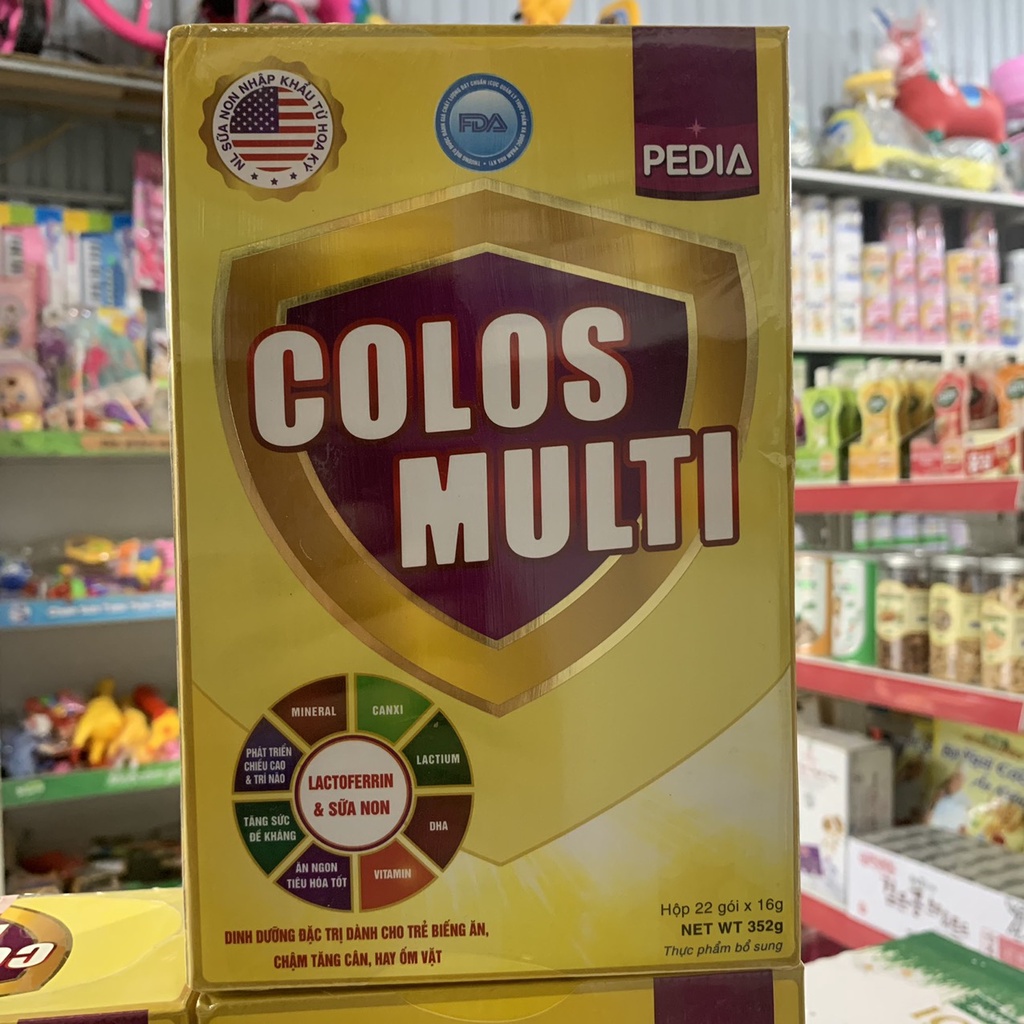 NL SỮA NON NHẬP KHẨU TỪ HOA KỲ
FDA
PEDIA
COLOS
MULTI
MINERAL
CANXI
LACTIUM
DHA
VITAMIN
ĂN NGON
TIÊU HÓA TỐT
TĂNG SỨC
ĐỀ KHÁNG
PHÁT TRIỂN
CHIỀU CAO
& TRÍ NÃO
LACTOFERRIN
& SỮA NON
DINH DƯỠNG ĐẶC TRỊ DÀNH CHO TRẺ BIẾNG ĂN,
CHẬM TĂNG CÂN, HAY ỐM VẶT
Hộp 22 gói x 16g
NET WT 352g
Thực phẩm bổ sung